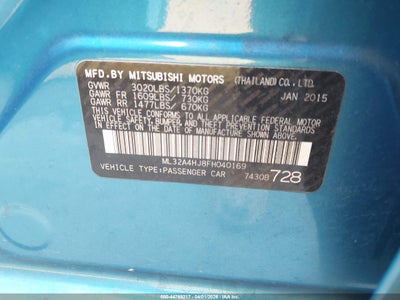 MFD.BY MITSUBISHI MOTORS (THAILAND)CO.,LTD.
GVWR 3020LBS/1370KG JAN 2015
GAWR FR 1609LBS/ 730KG
GAWR RR 1477LBS/ 670KG
THIS VEHICLE CONFORMS TO ALL APPLICABLE FEDERAL MOTOR
VEHICLE SAFETY, BUMPER, AND THEFT PREVENTION STANDARDS
IN EFFECT ON THE DATE OF MANUFACTURE SHOWN ABOVE.
ML32A4HJ8FH040169
VEHICLE TYPE:PASSENGER CAR 7430B 728